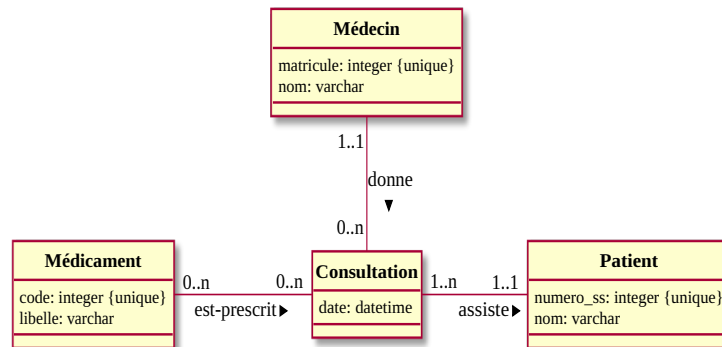 Médecin
matricule: integer {unique}
nom: varchar
1..1
donne
0..n
Médicament
code: integer {unique}
libelle: varchar
0..n
0..n
est-prescrit
Consultation
date: datetime
1..n
1..1
assiste
Patient
numero_ss: integer {unique}
nom: varchar